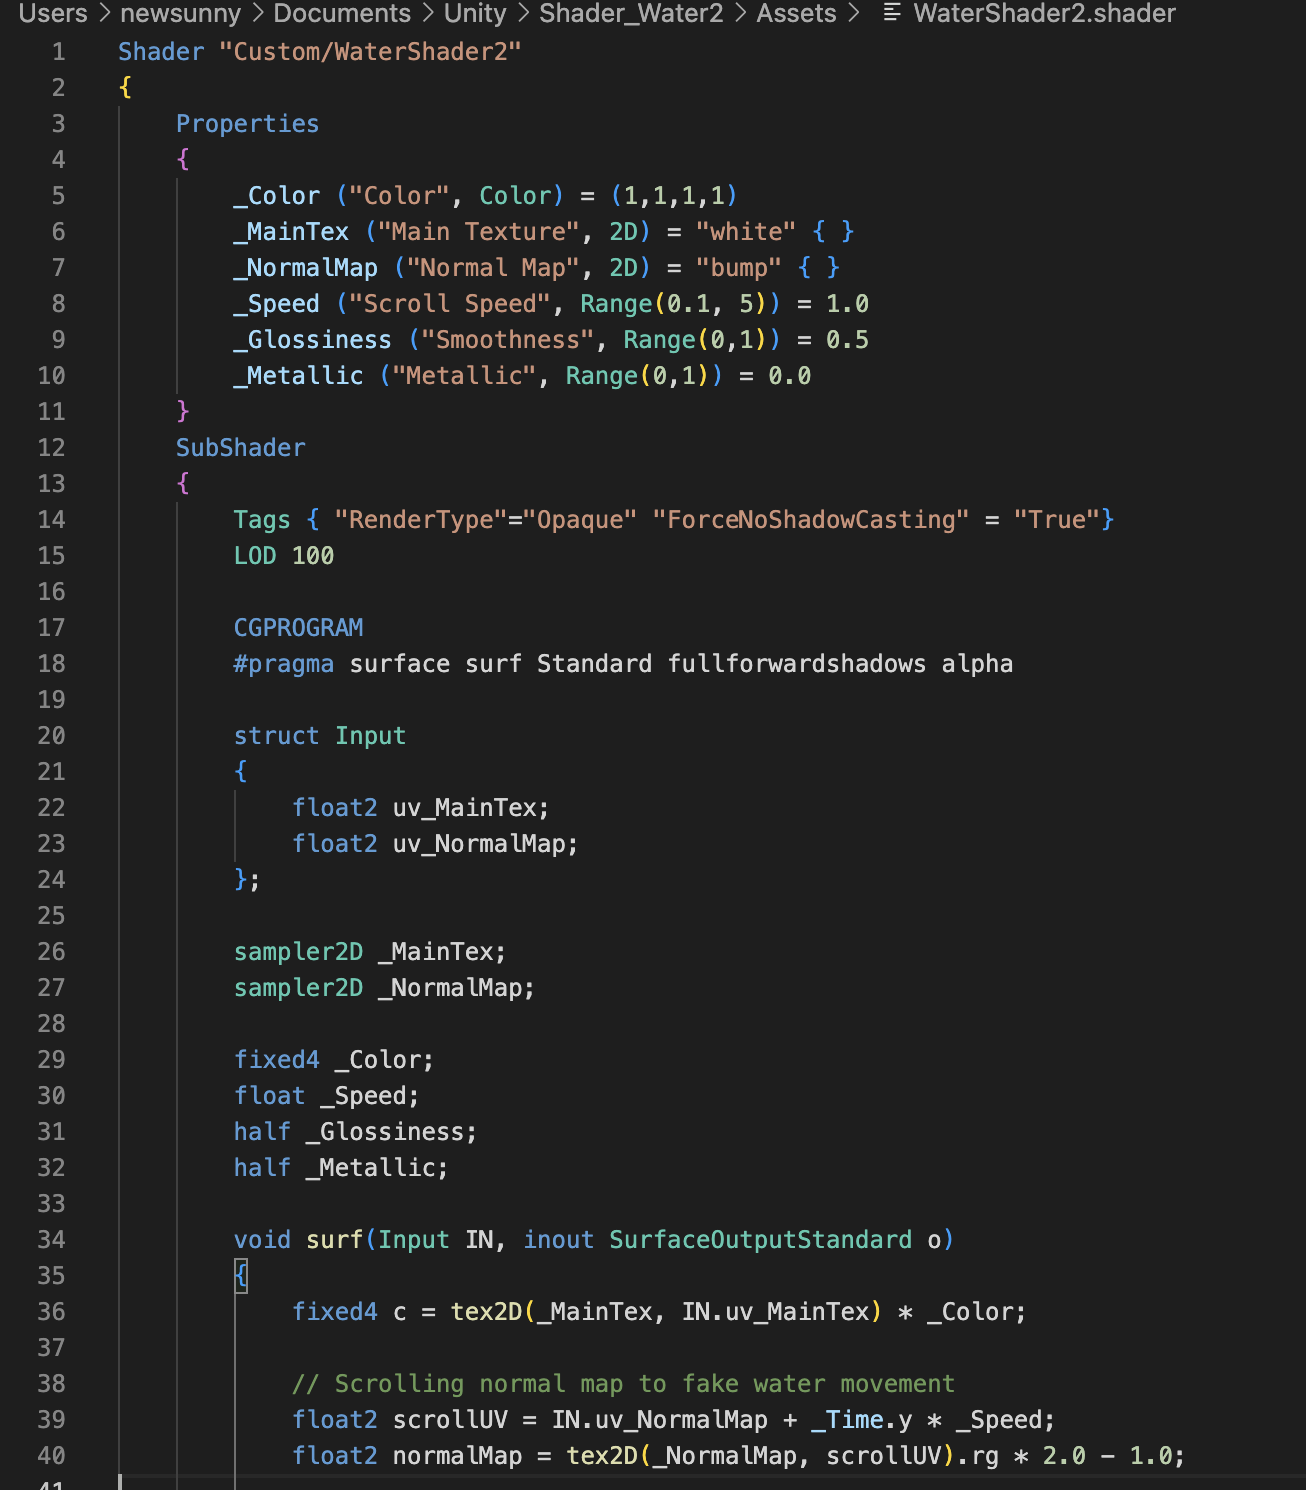 Users > newsunny > Documents > Unity > Shader_Water2 > Assets > WaterShader2.shader
1 Shader "Custom/WaterShader2"
2 {
3 Properties
4 {
5 _Color ("Color", Color) = (1,1,1,1)
6 _MainTex ("Main Texture", 2D) = "white" { }
7 _NormalMap ("Normal Map", 2D) = "bump" { }
8 _Speed ("Scroll Speed", Range(0.1, 5)) = 1.0
9 _Glossiness ("Smoothness", Range(0,1)) = 0.5
10 _Metallic ("Metallic", Range(0,1)) = 0.0
11 }
12 SubShader
13 {
14 Tags { "RenderType"="Opaque" "ForceNoShadowCasting" = "True"}
15 LOD 100
16
17 CGPROGRAM
18 #pragma surface surf Standard fullforwardshadows alpha
19
20 struct Input
21 {
22 float2 uv_MainTex;
23 float2 uv_NormalMap;
24 };
25
26 sampler2D _MainTex;
27 sampler2D _NormalMap;
28
29 fixed4 _Color;
30 float _Speed;
31 half _Glossiness;
32 half _Metallic;
33
34 void surf(Input IN, inout SurfaceOutputStandard o)
35 {
36 fixed4 c = tex2D(_MainTex, IN.uv_MainTex) * _Color;
37
38 // Scrolling normal map to fake water movement
39 float2 scrollUV = IN.uv_NormalMap + _Time.y * _Speed;
40 float2 normalMap = tex2D(_NormalMap, scrollUV).rg * 2.0 - 1.0;
41